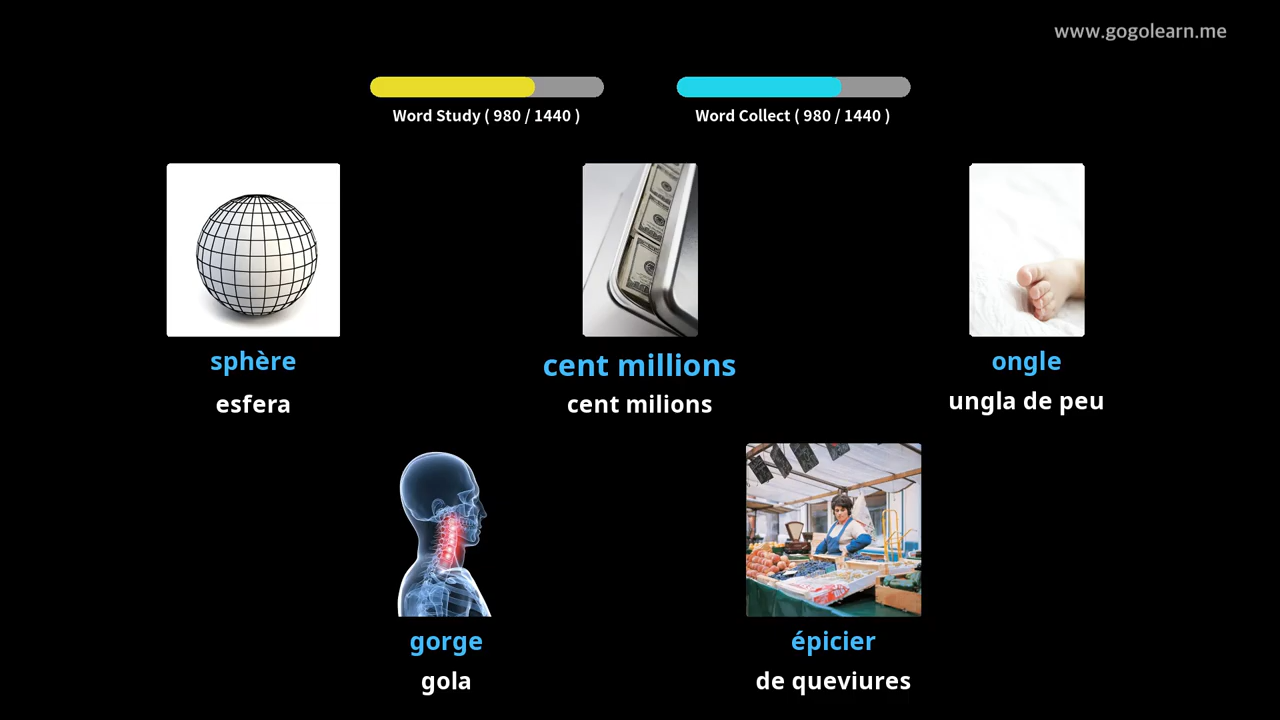 www.gogolearn.me
Word Study ( 980 / 1440 )
Word Collect ( 980 / 1440 )
sphère
esfera
cent millions
cent milions
ongle
ungla de peu
gorge
gola
épicier
de queviures